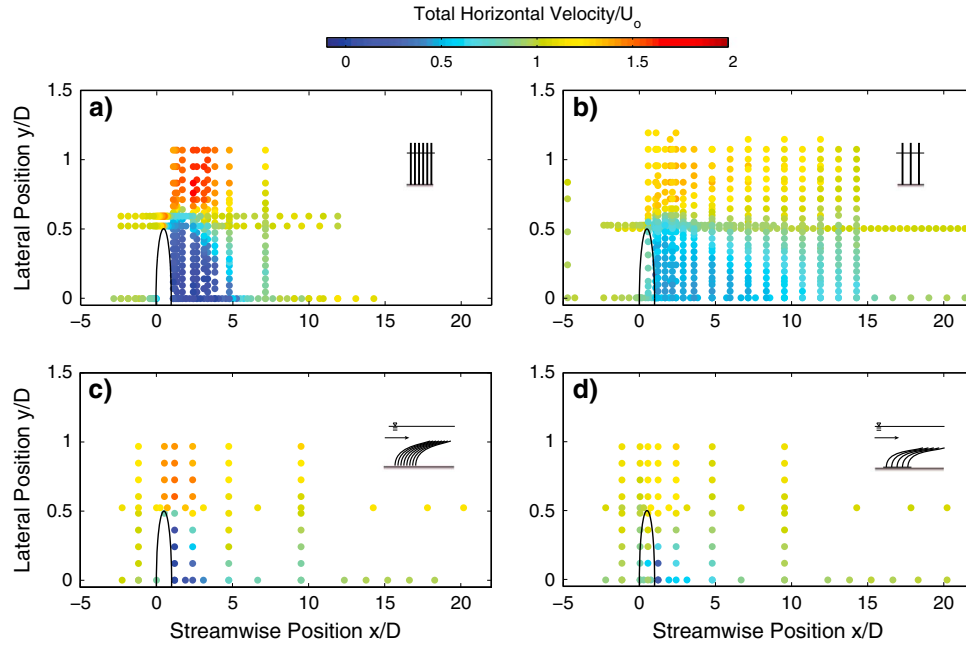 Total Horizontal Velocity/U_o
0 0.5 1 1.5 2
a)
b)
1.5
1
0.5
0
−5 0 5 10 15 20
Lateral Position y/D
1.5
1
0.5
0
−5 0 5 10 15 20
c)
d)
1.5
1
0.5
0
−5 0 5 10 15 20
Lateral Position y/D
Streamwise Position x/D
1.5
1
0.5
0
−5 0 5 10 15 20
Streamwise Position x/D